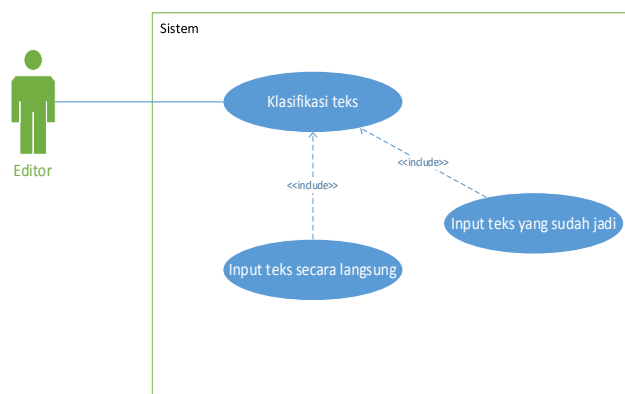 Sistem
Klasifikasi teks
Editor
<<include>>
<<include>>
Input teks yang sudah jadi
Input teks secara langsung